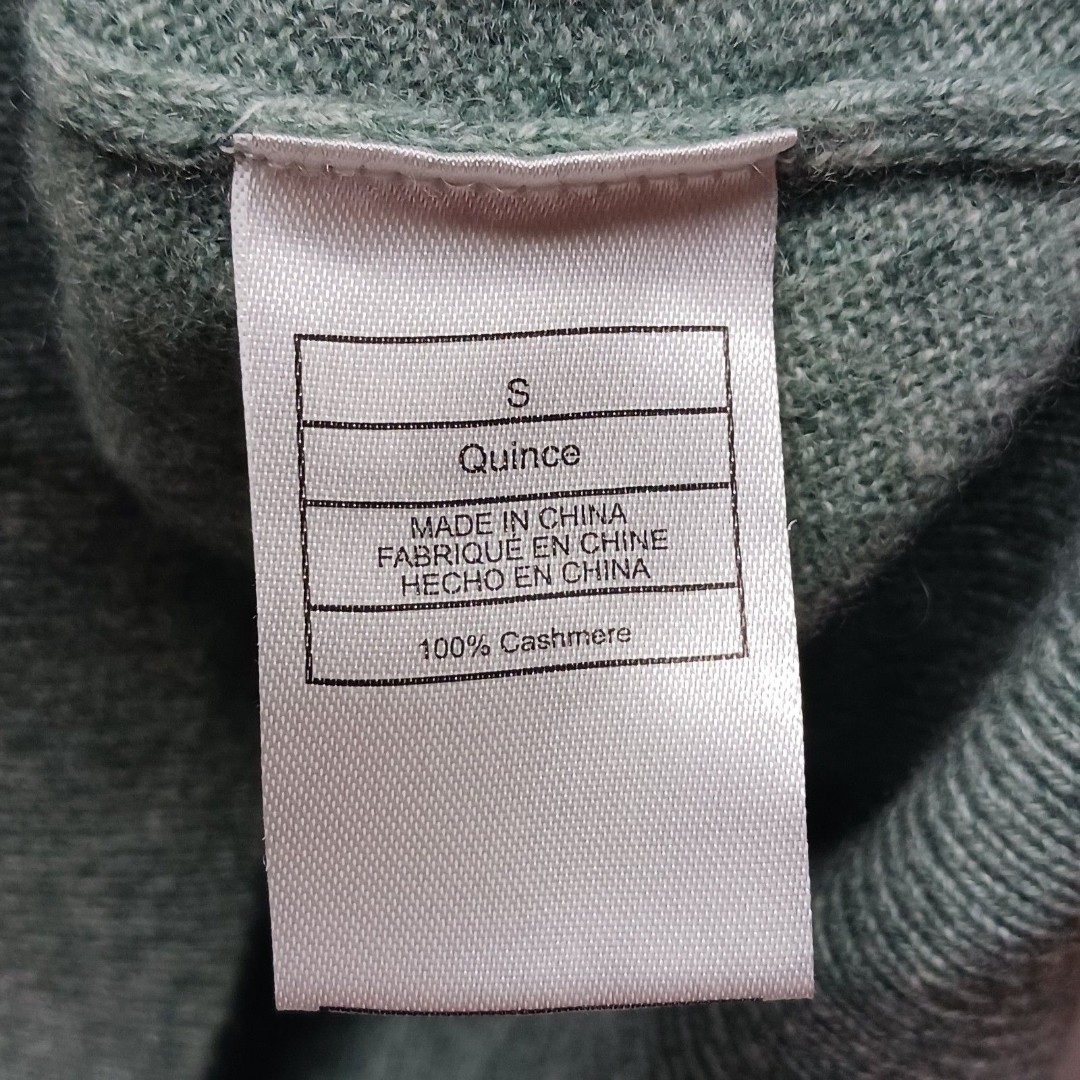 S
Quince
MADE IN CHINA
FABRIQUÉ EN CHINE
HECHO EN CHINA
100% Cashmere